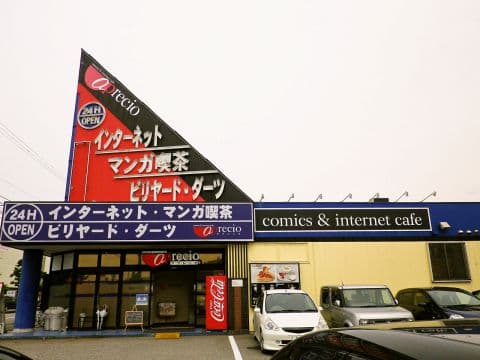 aprecio
24H
OPEN
インターネット
マンガ喫茶
ビリヤード・ダーツ
24H
OPEN
インターネット・マンガ喫茶
ビリヤード・ダーツ
aprecio
comics & internet cafe
aprecio
Coca-Cola